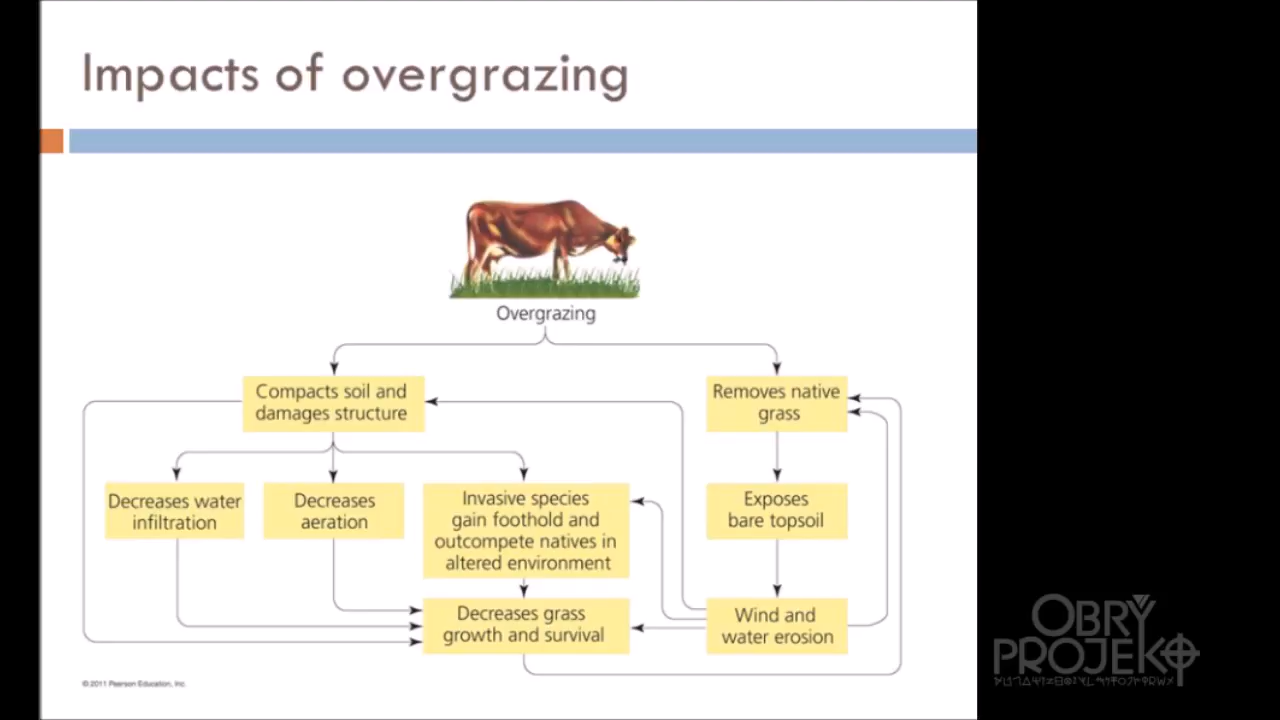 Impacts of overgrazing
Overgrazing
Compacts soil and
damages structure
Removes native
grass
Decreases water
infiltration
Decreases
aeration
Invasive species
gain foothold and
outcompete natives in
altered environment
Exposes
bare topsoil
Decreases grass
growth and survival
Wind and
water erosion
© 2011 Pearson Education, Inc.
OBRY
PROJEKO